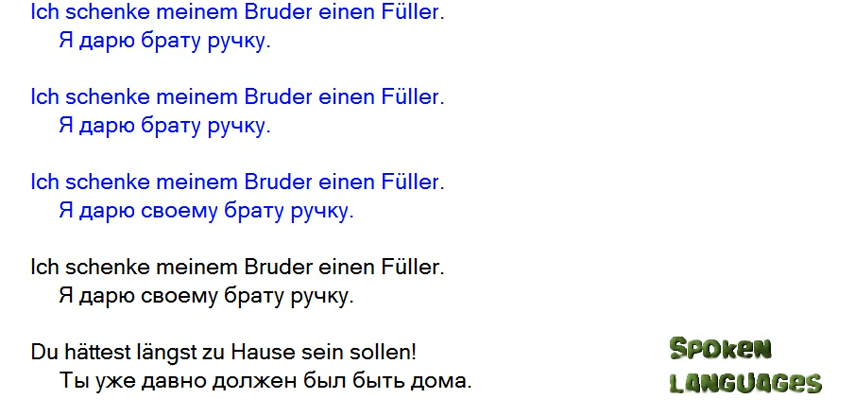 Ich schenke meinem Bruder einen Füller.
Я дарю брату ручку.
Ich schenke meinem Bruder einen Füller.
Я дарю брату ручку.
Ich schenke meinem Bruder einen Füller.
Я дарю своему брату ручку.
Ich schenke meinem Bruder einen Füller.
Я дарю своему брату ручку.
Du hättest längst zu Hause sein sollen!
Ты уже давно должен был быть дома.
Spoken
Languages